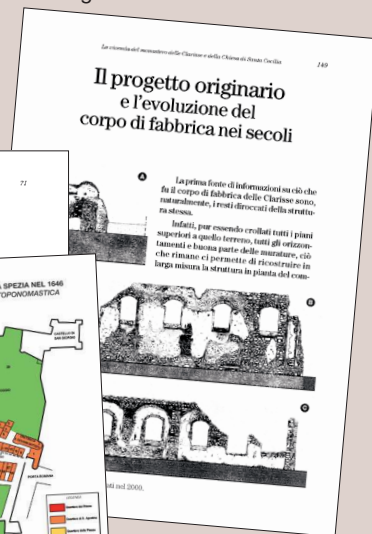 La vicenda del monastero delle Clarisse e della Chiesa di Santa Cecilia
149
Il progetto originario
e l'evoluzione del
corpo di fabbrica nei secoli
A
La prima fonte di informazioni su ciò che
fu il corpo di fabbrica delle Clarisse sono,
naturalmente, i resti diroccati della struttu-
ra stessa.
Infatti, pur essendo crollati tutti i piani
superiori a quello terreno, tutti gli orizzon-
tamenti e buona parte delle murature, ciò
che rimane ci permette di ricostruire in
larga misura la struttura in pianta del com-
B
C
nel 2000.
71
SPEZIA NEL 1646
TOPONOMASTICA
CASTELLO DI
SAN GIORGIO
PORTA ROMANA
LEGENDA